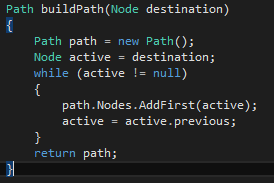 Path buildPath(Node destination)
{
Path path = new Path();
Node active = destination;
while (active != null)
{
path.Nodes.AddFirst(active);
active = active.previous;
}
return path;
}